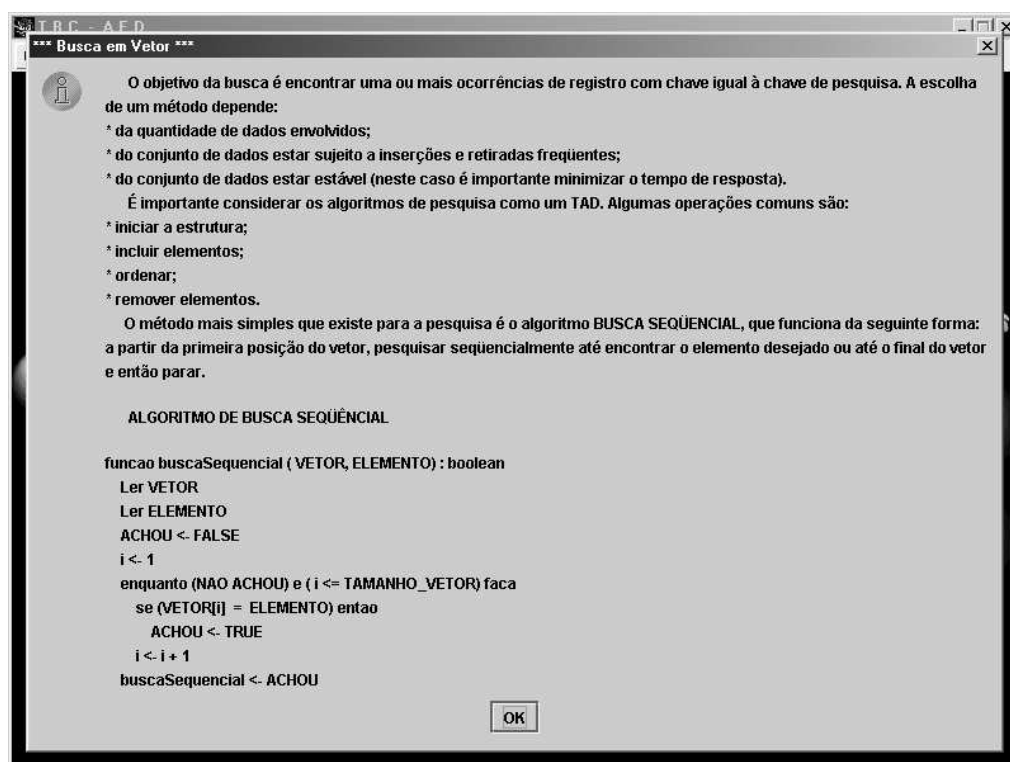 TBC - AED
*** Busca em Vetor ***
O objetivo da busca é encontrar uma ou mais ocorrências de registro com chave igual à chave de pesquisa. A escolha
de um método depende:
* da quantidade de dados envolvidos;
* do conjunto de dados estar sujeito a inserções e retiradas freqüentes;
* do conjunto de dados estar estável (neste caso é importante minimizar o tempo de resposta).
É importante considerar os algoritmos de pesquisa como um TAD. Algumas operações comuns são:
* iniciar a estrutura;
* incluir elementos;
* ordenar;
* remover elementos.
O método mais simples que existe para a pesquisa é o algoritmo BUSCA SEQÜENCIAL, que funciona da seguinte forma:
a partir da primeira posição do vetor, pesquisar seqüencialmente até encontrar o elemento desejado ou até o final do vetor
e então parar.
ALGORITMO DE BUSCA SEQÜÊNCIAL
funcao buscaSequencial ( VETOR, ELEMENTO) : boolean
Ler VETOR
Ler ELEMENTO
ACHOU <- FALSE
i <- 1
enquanto (NAO ACHOU) e ( i <= TAMANHO_VETOR) faca
se (VETOR[i] = ELEMENTO) entao
ACHOU <- TRUE
i <- i + 1
buscaSequencial <- ACHOU
OK